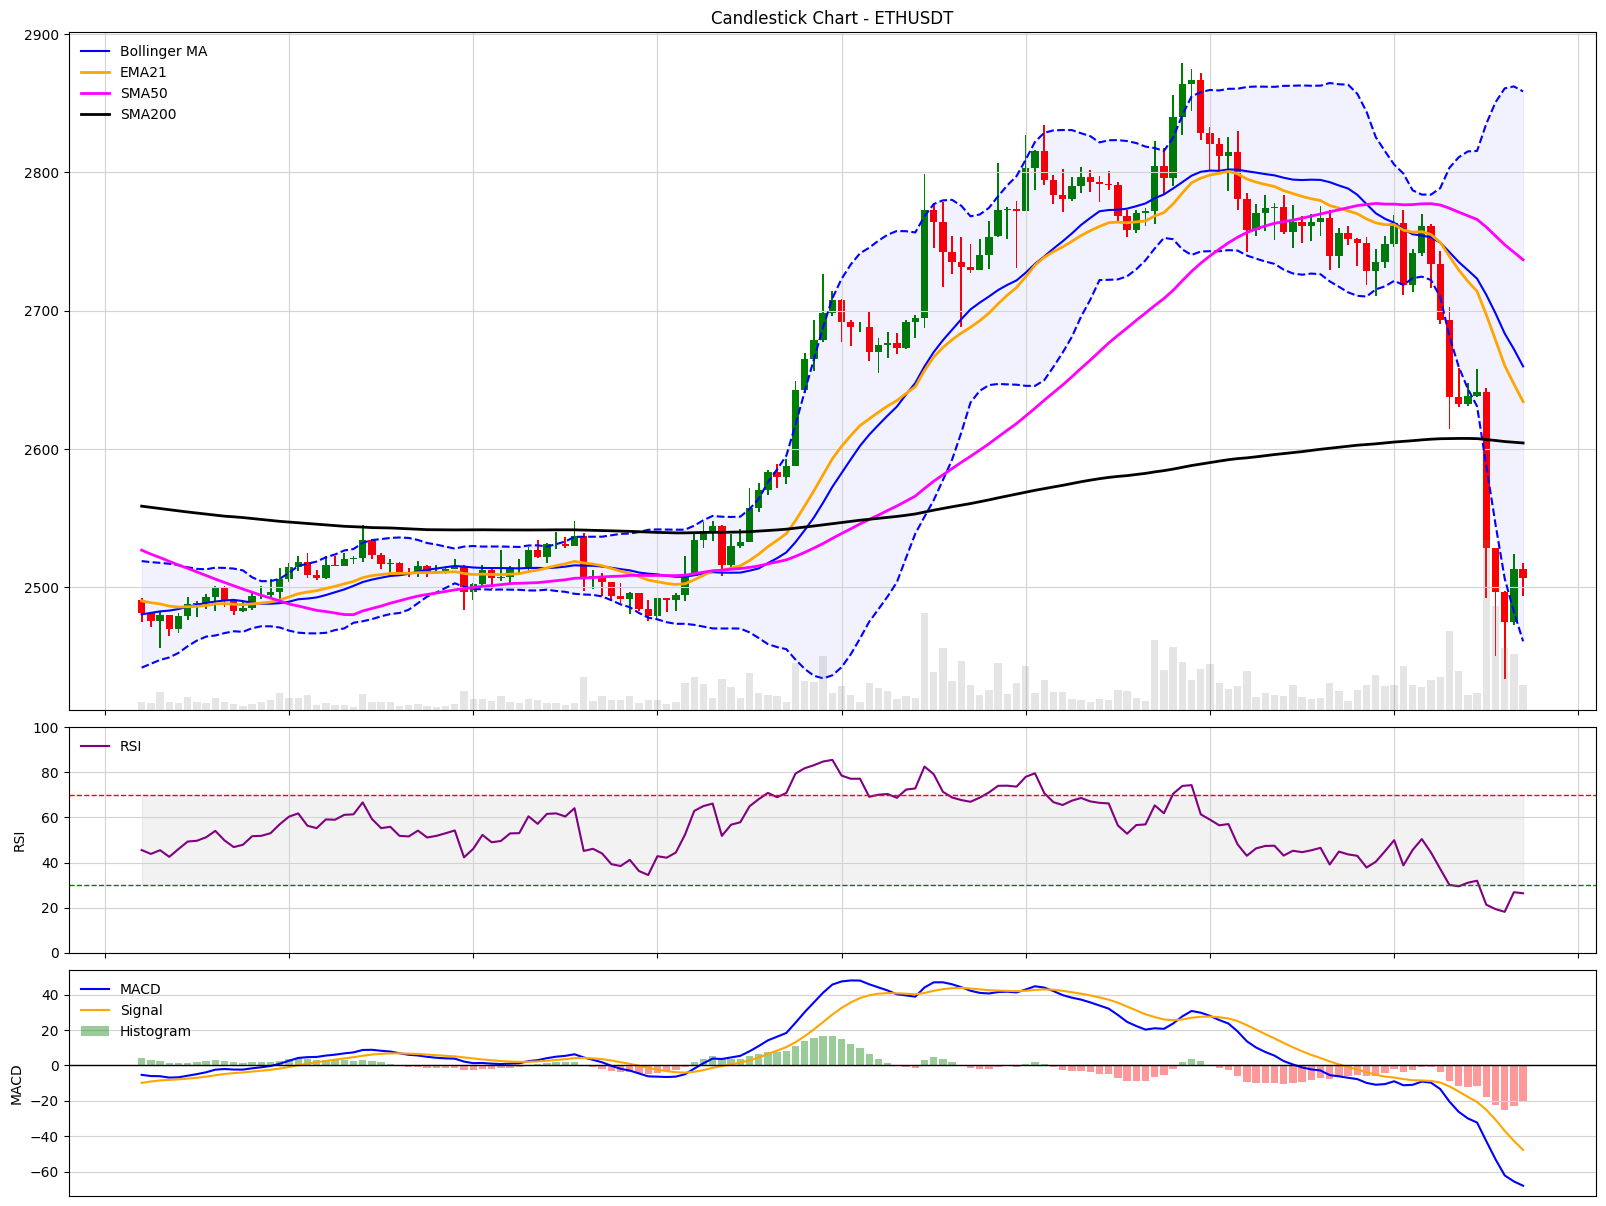 Candlestick Chart - ETHUSDT
2900
2800
2700
2600
2500
Bollinger MA
EMA21
SMA50
SMA200
RSI
100
80
60
40
20
0
RSI
MACD
40
20
0
−20
−40
−60
MACD
Signal
Histogram